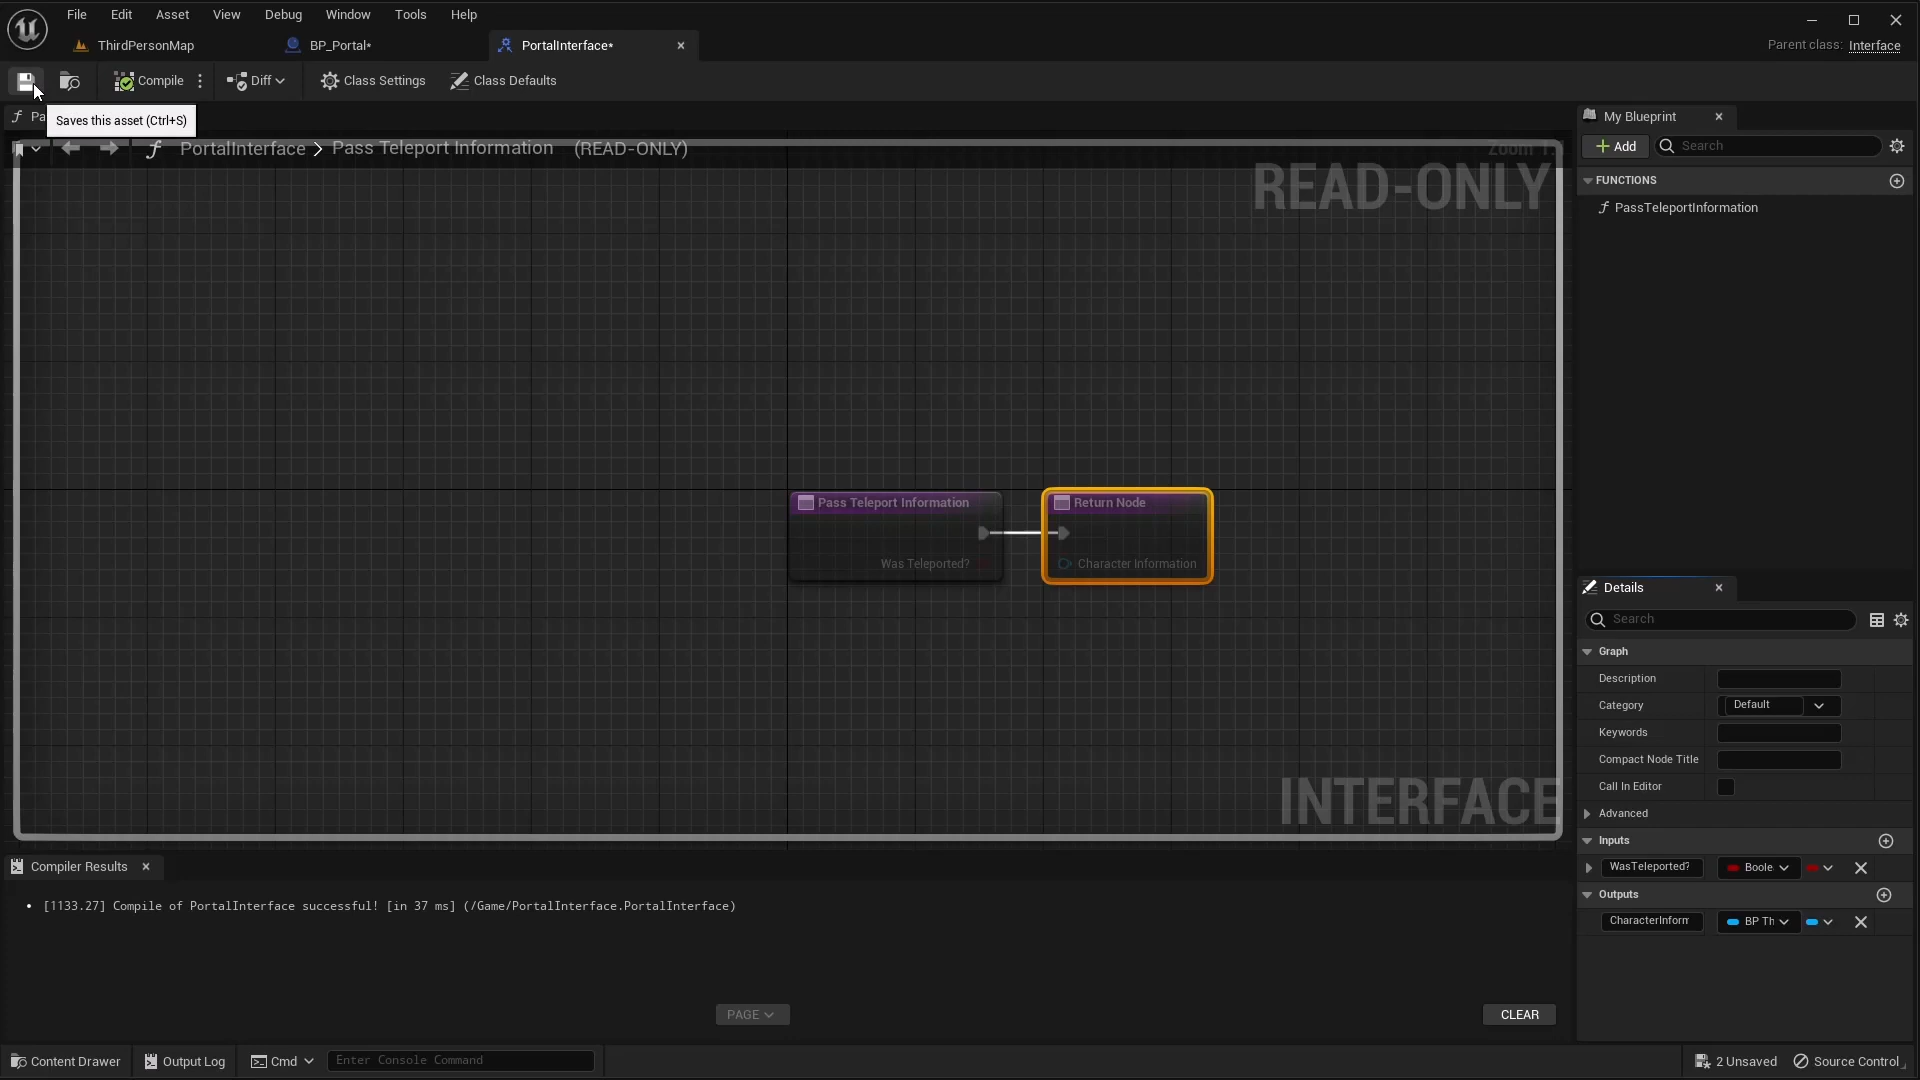 File Edit Asset View Debug Window Tools Help
ThirdPersonMap BP_Portal* PortalInterface* Parent class: Interface
Compile Diff Class Settings Class Defaults
Pa
Saves this asset (Ctrl+S)
PortalInterface > Pass Teleport Information (READ-ONLY)
READ-ONLY
Pass Teleport Information
Was Teleported?
Return Node
Character Information
INTERFACE
My Blueprint
Add Search
FUNCTIONS
PassTeleportInformation
Details
Search
Graph
Description
Category Default
Keywords
Compact Node Title
Call In Editor
Advanced
Inputs
WasTeleported? Boole
Outputs
CharacterInform BP Th
Compiler Results
• [1133.27] Compile of PortalInterface successful! [in 37 ms] (/Game/PortalInterface.PortalInterface)
PAGE CLEAR
Content Drawer Output Log Cmd Enter Console Command 2 Unsaved Source Control